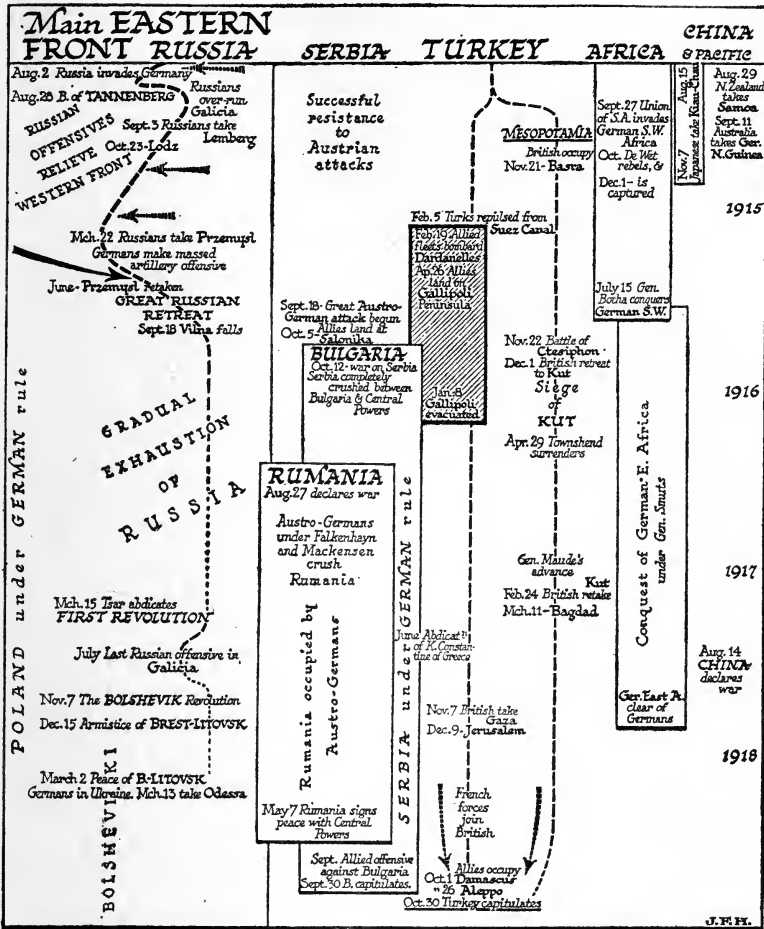 Main EASTERN
FRONT RUSSIA
SERBIA
TURKEY
AFRICA
CHINA
& PACIFIC
Aug. 2 Russia invades Germany
Aug. 28 B. of TANNENBERG
Russians
over-run
Galicia
RUSSIAN
OFFENSIVES
RELIEVE
WESTERN FRONT
Sept. 3 Russians take
Lemberg
Oct. 23-Lodz
Mch. 22 Russians take Przemysl
Germans make massed
artillery offensive
June-Przemysl Retaken
GREAT RUSSIAN
RETREAT
Sept. 18 Vilna falls
GRADUAL
EXHAUSTION
OF
RUSSIA
POLAND under GERMAN rule
Mch. 15 Tsar abdicates
FIRST REVOLUTION
July Last Russian offensive in
Galicia
Nov. 7 The BOLSHEVIK Revolution
Dec. 15 Armistice of BREST-LITOVSK
March 2 Peace of B-LITOVSK
Germans in Ukraine. Mch. 13 take Odessa
BOLSHEVIKI
Successful
resistance
to
Austrian
attacks
Sept. 18-Great Austro-
German attack begun
Oct. 5-Allies land at
Salonika
BULGARIA
Oct. 12-war on Serbia
Serbia completely
crushed between
Bulgaria & Central
Powers
RUMANIA
Aug. 27 declares war
Austro-Germans
under Falkenhayn
and Mackensen
crush
Rumania
Rumania occupied by
Austro-Germans
May 7 Rumania signs
peace with Central
Powers
SERBIA under GERMAN rule
Sept. Allied offensive
against Bulgaria
Sept. 30 B. capitulates.
MESOPOTAMIA
British occupy
Nov. 21-Basra
Feb. 5 Turks repulsed from
Suez Canal
Feb. 19 Allied
fleets bombard
Dardanelles
Ap. 26 Allies
land on
Gallipoli
Peninsula
Jan. 8
Gallipoli
evacuated
Nov. 22 Battle of
Ctesiphon
Dec. 1 British retreat
to Kut
Siege
of
KUT
Apr. 29 Townshend
surrenders
Gen. Maude's
advance
Kut
Feb. 24 British retake
Mch. 11-Bagdad
June Abdicatn
of K. Constan-
tine of Greece
Nov. 7 British take
Gaza
Dec. 9-Jerusalem
French
forces
join
British
Allies occupy
Oct. 1 Damascus
" 26 Aleppo
Oct. 30 Turkey capitulates
Sept. 27 Union
of S.A. invades
German S.W.
Africa
Oct. De Wet
rebels, &
Dec. 1- is
captured
July 15 Gen.
Botha conquers
German S.W.
Conquest of German E. Africa
under Gen. Smuts
Ger. East A.
clear of
Germans
Aug. 15
Nov. 7
Japanese take Kiau-Chau
Aug. 29
N. Zealand
takes
Samoa
Sept. 11
Australia
takes Ger.
N. Guinea
1915
1916
1917
Aug. 14
CHINA
declares
war
1918
J.F.H.